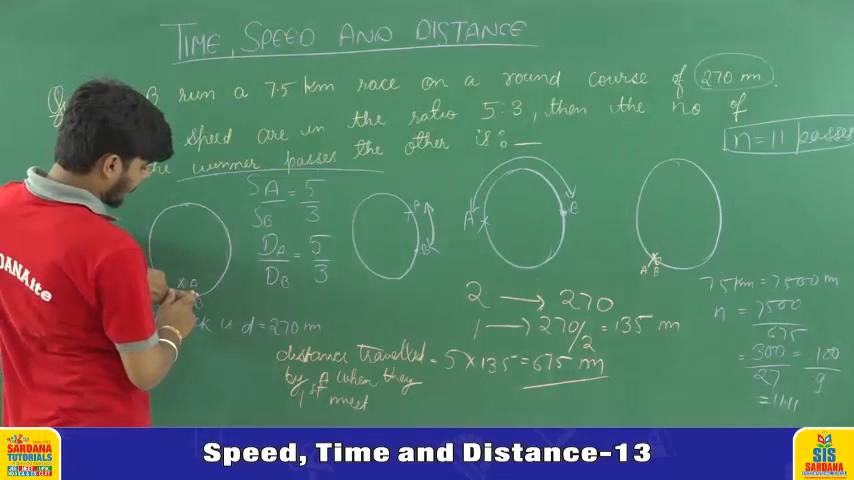 TIME, SPEED AND DISTANCE
B run a 7.5 km race on a round course of 270 m.
speed are in the ratio 5:3, then the no of
the winner passes the other is:
n = 11 passes
SA/SB = 5/3
DA/DB = 5/3
A
B
A
B
A
B
A
B
d = 270 m
2 → 270
1 → 270/2 = 135 m
distance travelled by A when they 1st meet = 5 × 135 = 675 m
7.5 km = 7500 m
n = 7500/675
= 300/27 = 100/9
= 11.11
DANAite
SARDANA
TUTORIALS
Speed, Time and Distance-13
SIS
SARDANA